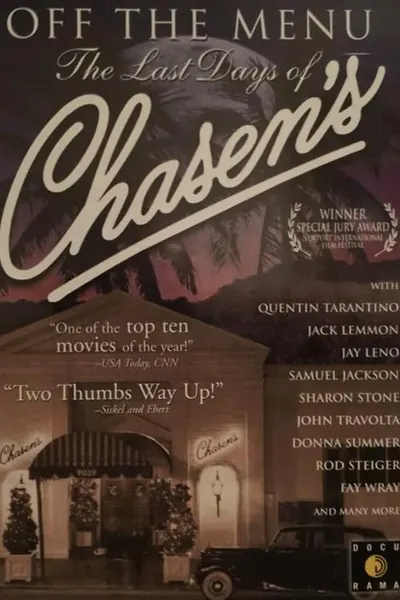 OFF THE MENU
The Last Days of
Chasen's
WINNER
SPECIAL JURY AWARD
NEWPORT INTERNATIONAL
FILM FESTIVAL
WITH
QUENTIN TARANTINO
JACK LEMMON
JAY LENO
SAMUEL JACKSON
SHARON STONE
JOHN TRAVOLTA
DONNA SUMMER
ROD STEIGER
FAY WRAY
AND MANY MORE
"One of the top ten
movies of the year!"
–USA Today, CNN
"Two Thumbs Way Up!"
–Siskel and Ebert
Chasen's
9039
Chasen's
DOCU
RAMA